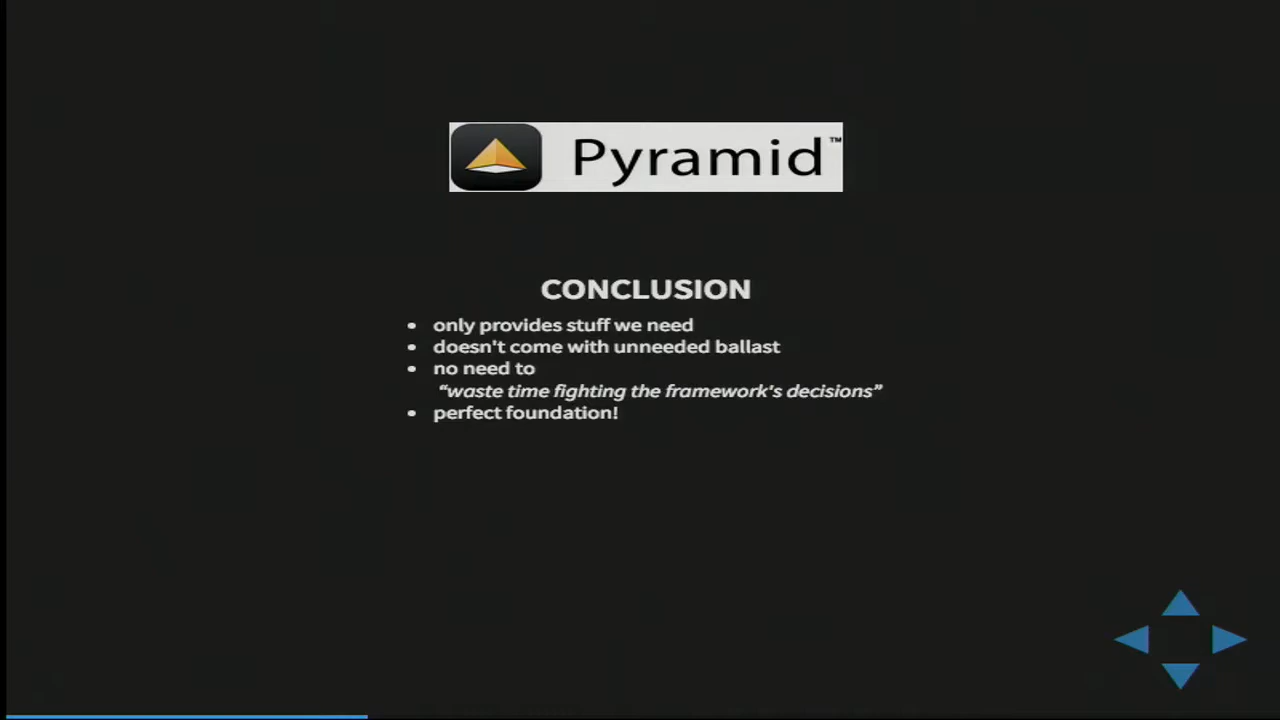 Pyramid™
CONCLUSION
• only provides stuff we need
• doesn't come with unneeded ballast
• no need to
“waste time fighting the framework's decisions”
• perfect foundation!